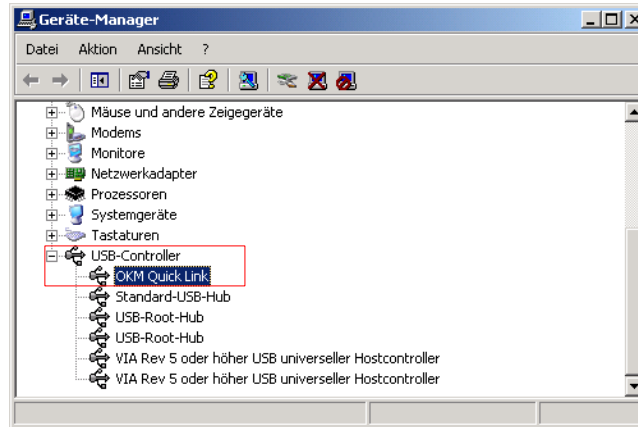 Geräte-Manager
Datei Aktion Ansicht ?
Mäuse und andere Zeigegeräte
Modems
Monitore
Netzwerkadapter
Prozessoren
Systemgeräte
Tastaturen
USB-Controller
OKM Quick Link
Standard-USB-Hub
USB-Root-Hub
USB-Root-Hub
VIA Rev 5 oder höher USB universeller Hostcontroller
VIA Rev 5 oder höher USB universeller Hostcontroller